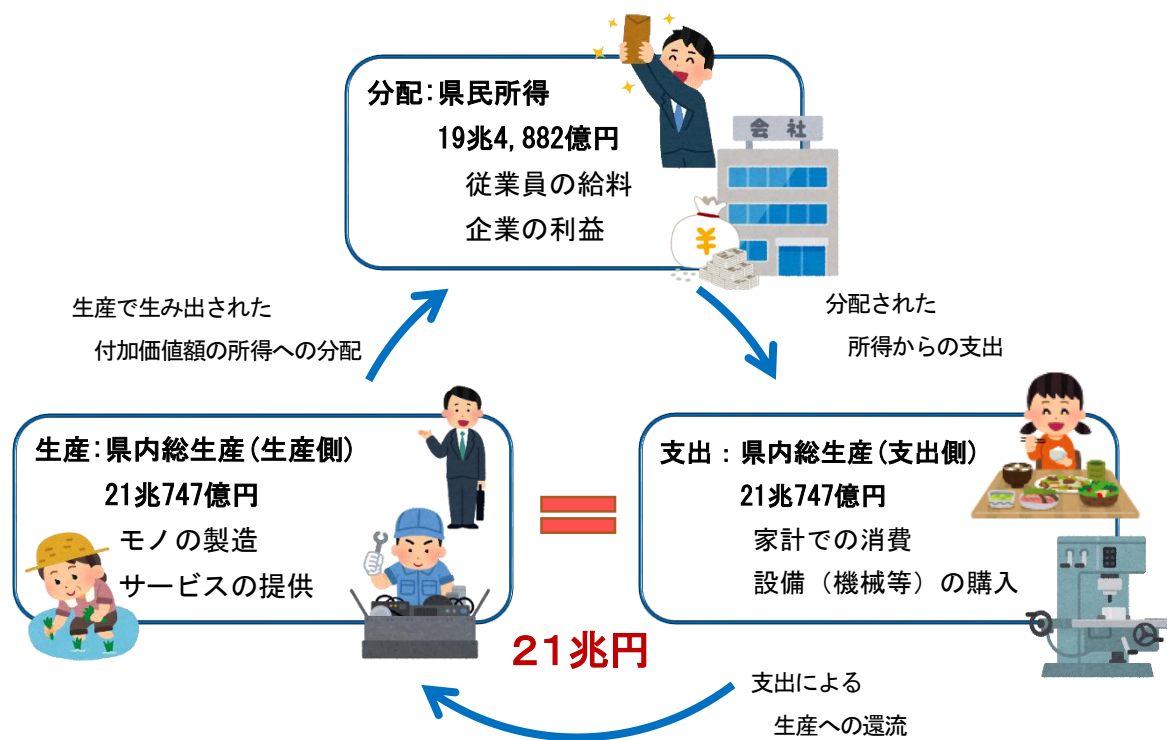 分配：県民所得
19兆4,882億円
従業員の給料
企業の利益
会社
¥
生産で生み出された
付加価値額の所得への分配
分配された
所得からの支出
生産：県内総生産(生産側)
21兆747億円
モノの製造
サービスの提供
支出：県内総生産(支出側)
21兆747億円
家計での消費
設備（機械等）の購入
21兆円
支出による
生産への還流